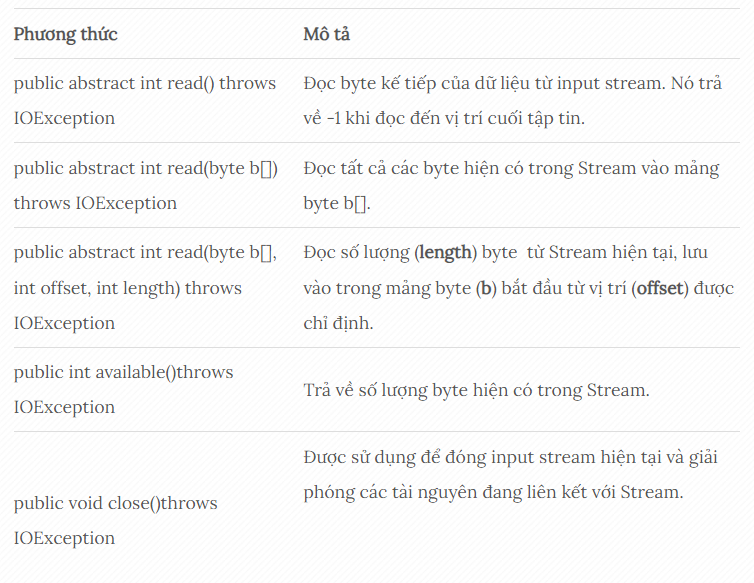 Phương thức Mô tả
public abstract int read() throws IOException
Đọc byte kế tiếp của dữ liệu từ input stream. Nó trả về -1 khi đọc đến vị trí cuối tập tin.
public abstract int read(byte b[]) throws IOException
Đọc tất cả các byte hiện có trong Stream vào mảng byte b[].
public abstract int read(byte b[], int offset, int length) throws IOException
Đọc số lượng (length) byte từ Stream hiện tại, lưu vào trong mảng byte (b) bắt đầu từ vị trí (offset) được chỉ định.
public int available()throws IOException
Trả về số lượng byte hiện có trong Stream.
public void close()throws IOException
Được sử dụng để đóng input stream hiện tại và giải phóng các tài nguyên đang liên kết với Stream.